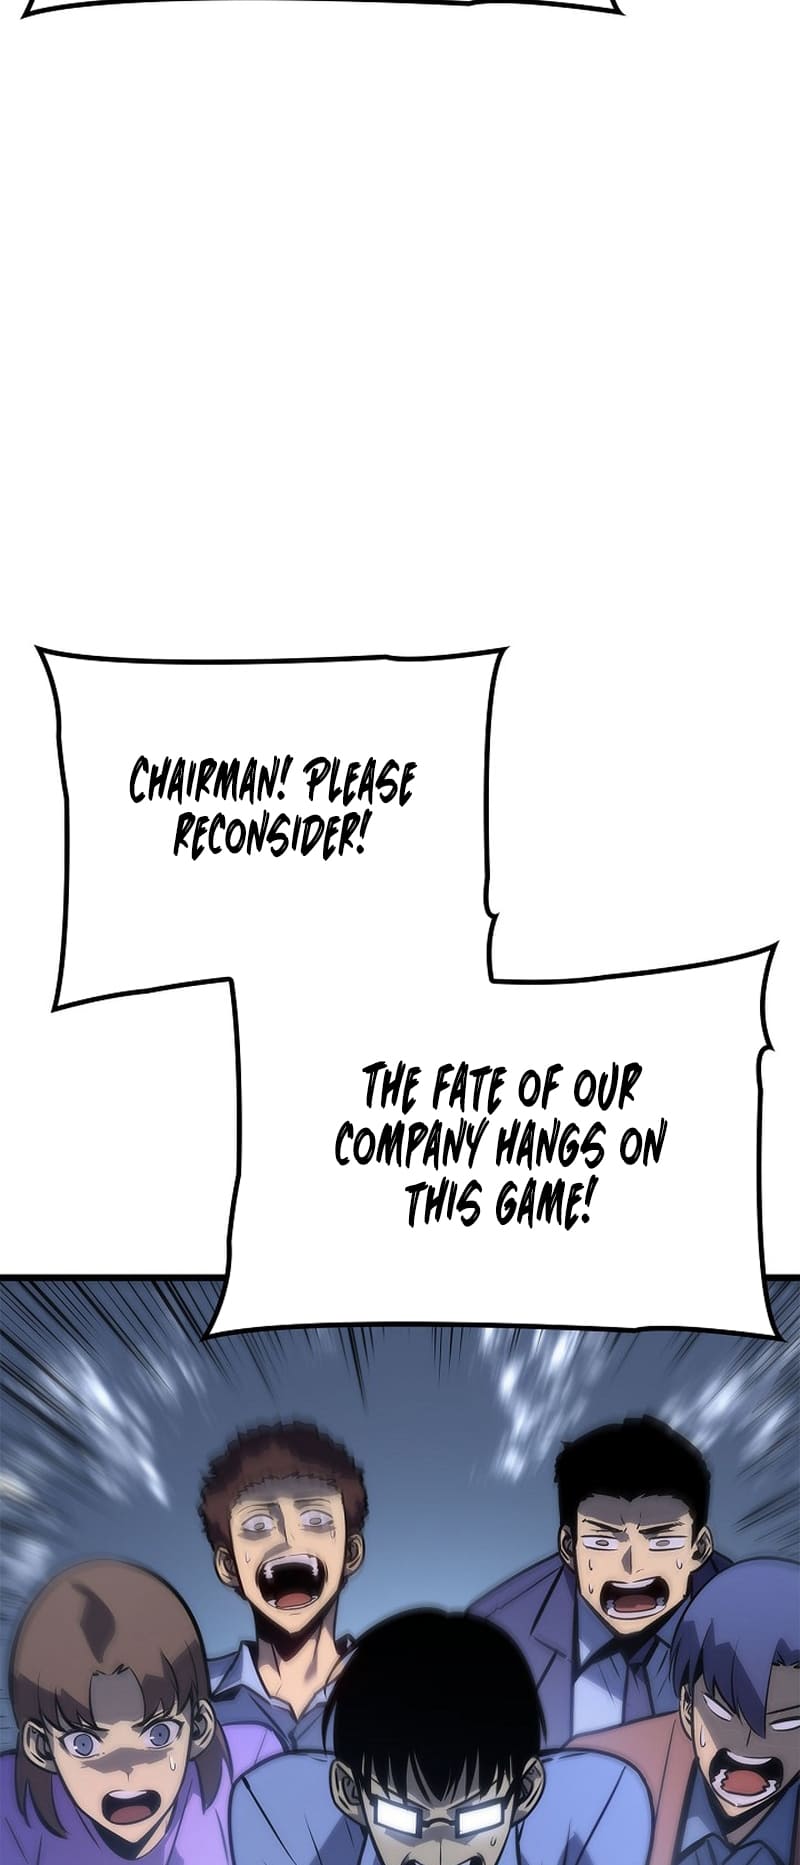 CHAIRMAN! PLEASE
RECONSIDER!
THE FATE OF OUR
COMPANY HANGS ON
THIS GAME!